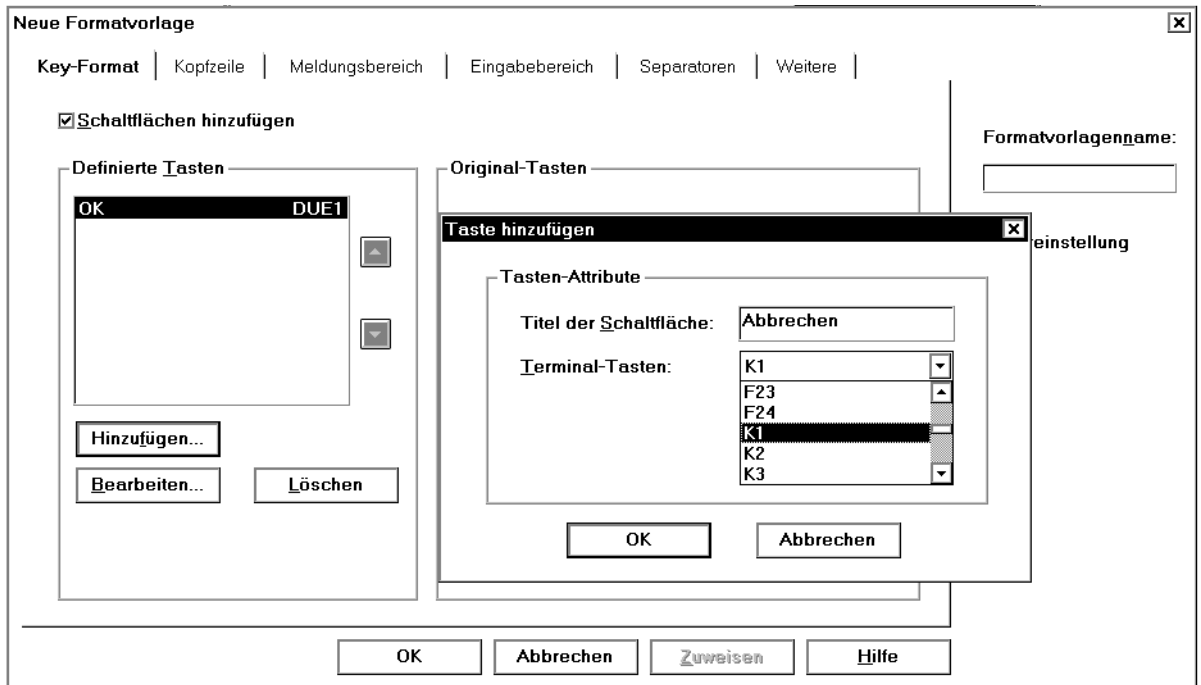 Neue Formatvorlage
Key-Format Kopfzeile Meldungsbereich Eingabebereich Separatoren Weitere
Schaltflächen hinzufügen
Formatvorlagenname:
Definierte Tasten
Original-Tasten
OK DUE1
Taste hinzufügen
einstellung
Tasten-Attribute
Titel der Schaltfläche: Abbrechen
Terminal-Tasten: K1
F23
F24
K1
K2
K3
Hinzufügen...
Bearbeiten... Löschen
OK Abbrechen
OK Abbrechen Zuweisen Hilfe